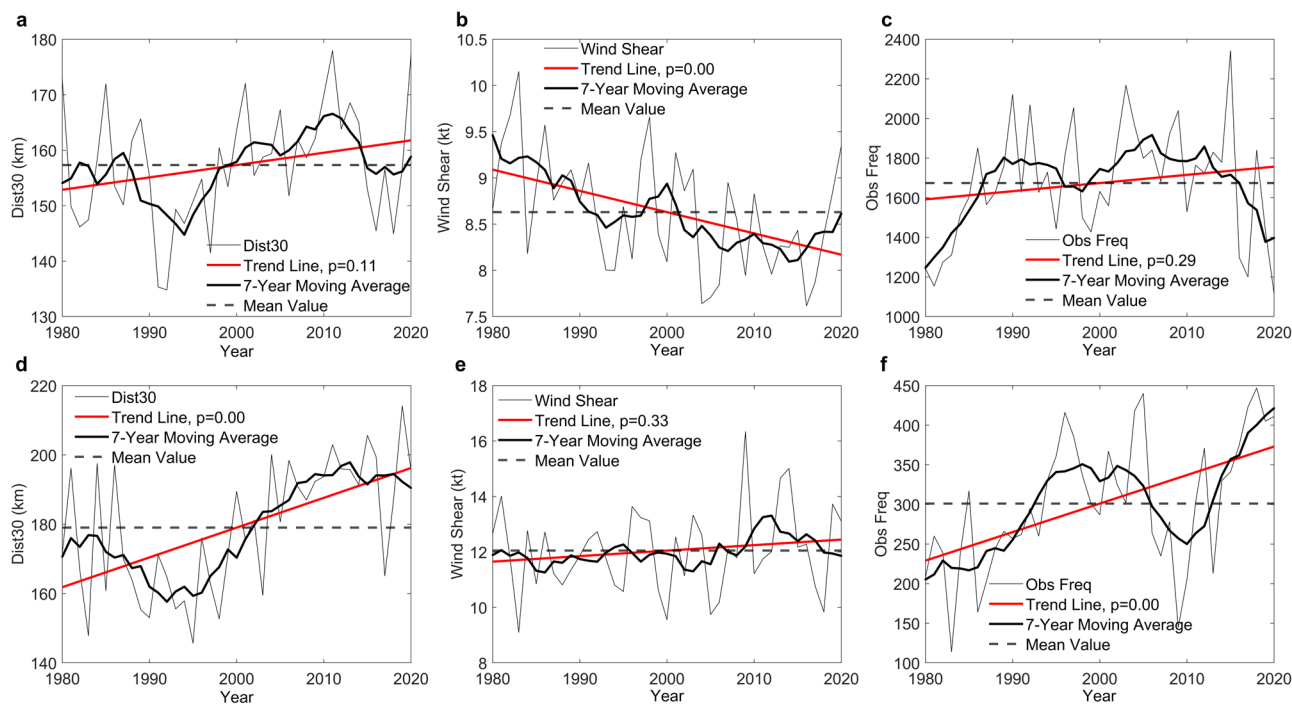 a
180
170
160
150
140
130
Dist30 (km)
Dist30
Trend Line, p=0.11
7-Year Moving Average
Mean Value
1980 1990 2000 2010 2020
Year
b
10.5
10
9.5
9
8.5
8
7.5
Wind Shear (kt)
Wind Shear
Trend Line, p=0.00
7-Year Moving Average
Mean Value
1980 1990 2000 2010 2020
Year
c
2400
2200
2000
1800
1600
1400
1200
1000
Obs Freq
Obs Freq
Trend Line, p=0.29
7-Year Moving Average
Mean Value
1980 1990 2000 2010 2020
Year
d
220
200
180
160
140
Dist30 (km)
Dist30
Trend Line, p=0.00
7-Year Moving Average
Mean Value
1980 1990 2000 2010 2020
Year
e
18
16
14
12
10
8
Wind Shear (kt)
Wind Shear
Trend Line, p=0.33
7-Year Moving Average
Mean Value
1980 1990 2000 2010 2020
Year
f
450
400
350
300
250
200
150
100
Obs Freq
Obs Freq
Trend Line, p=0.00
7-Year Moving Average
Mean Value
1980 1990 2000 2010 2020
Year